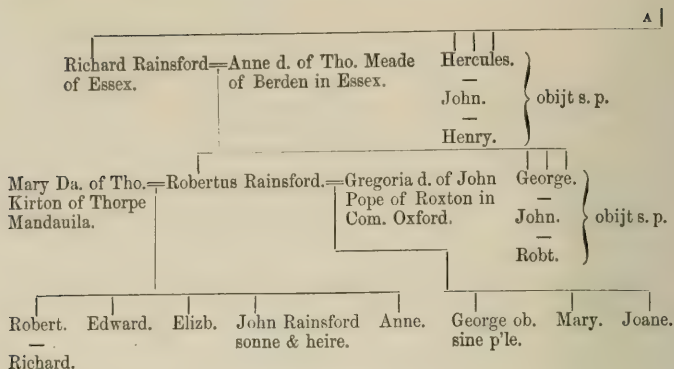 A
Richard Rainsford=Anne d. of Tho. Meade
of Essex.
of Berden in Essex.
Hercules.
—
John.
—
Henry.
obijt s. p.
Mary Da. of Tho.=Robertus Rainsford.=Gregoria d. of John
Kirton of Thorpe
Mandauila.
Pope of Roxton in
Com. Oxford.
George.
—
John.
—
Robt.
obijt s. p.
Robert.
—
Richard.
Edward.
Elizb.
John Rainsford
sonne & heire.
Anne.
George ob.
sine p'le.
Mary.
Joane.